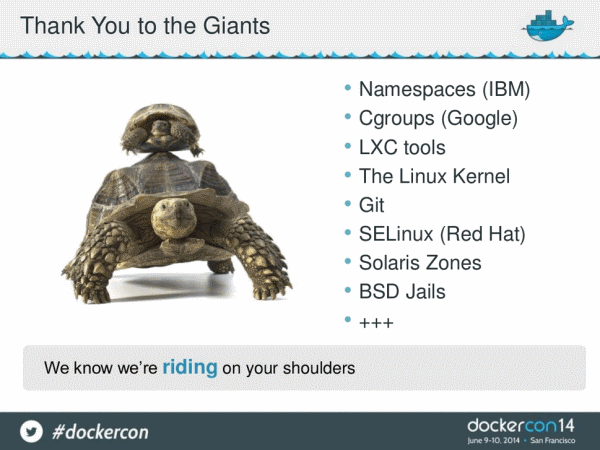 Thank You to the Giants
• Namespaces (IBM)
• Cgroups (Google)
• LXC tools
• The Linux Kernel
• Git
• SELinux (Red Hat)
• Solaris Zones
• BSD Jails
• +++
We know we’re riding on your shoulders
#dockercon
dockercon14
June 9-10, 2014 • San Francisco